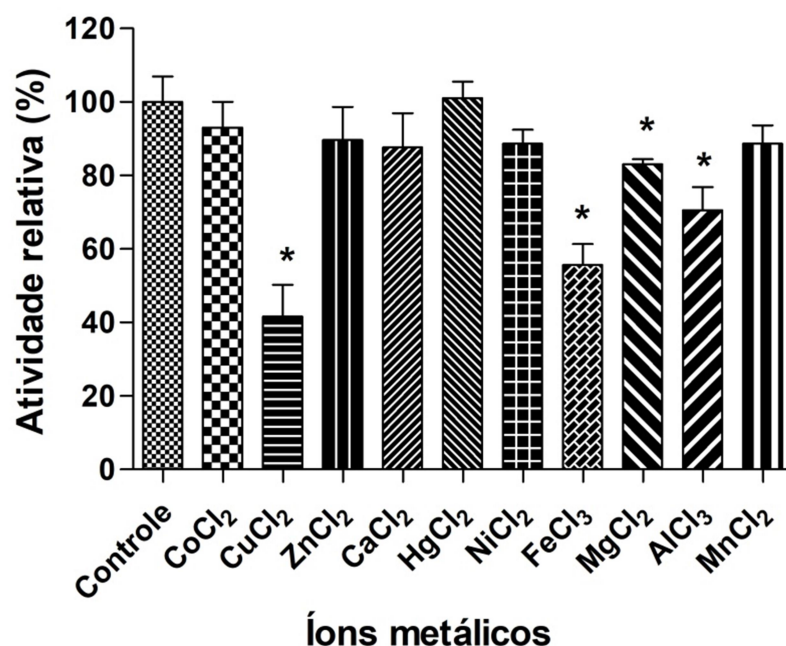 120
100
80
60
40
20
0
Atividade relativa (%)
*
*
*
*
Controle
CoCl₂
CuCl₂
ZnCl₂
CaCl₂
HgCl₂
NiCl₂
FeCl₃
MgCl₂
AlCl₃
MnCl₂
Íons metálicos